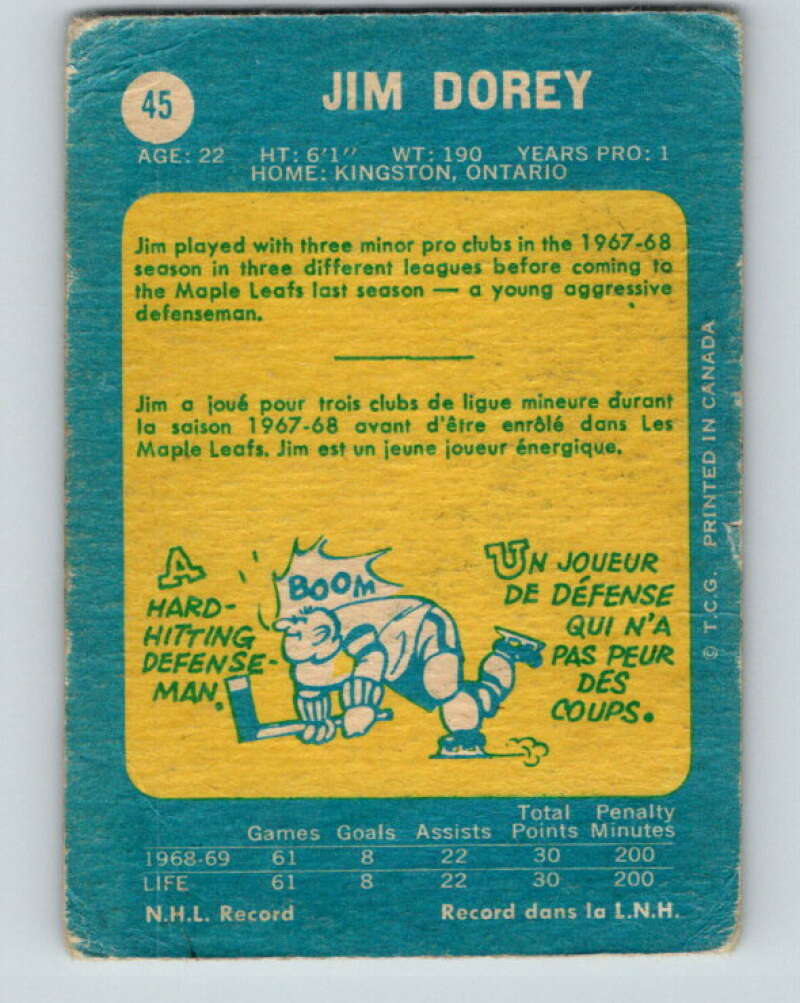 45
JIM DOREY
AGE: 22 HT: 6'1" WT: 190 YEARS PRO: 1
HOME: KINGSTON, ONTARIO
Jim played with three minor pro clubs in the 1967-68
season in three different leagues before coming to
the Maple Leafs last season — a young aggressive
defenseman.
Jim a joué pour trois clubs de ligue mineure durant
la saison 1967-68 avant d'être enrôlé dans Les
Maple Leafs. Jim est un jeune joueur énergique.
A
HARD-
HITTING
DEFENSE-
MAN.
BOOM
UN JOUEUR
DE DÉFENSE
QUI N'A
PAS PEUR
DES
COUPS.
© T.C.G. PRINTED IN CANADA
Total Penalty
Games Goals Assists Points Minutes
1968-69 61 8 22 30 200
LIFE 61 8 22 30 200
N.H.L. Record Record dans la L.N.H.